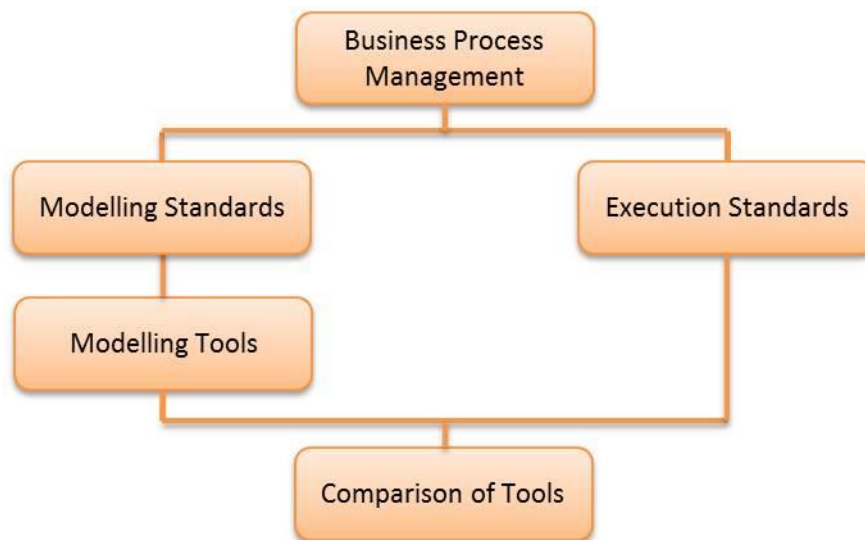 Business Process
Management
Modelling Standards
Execution Standards
Modelling Tools
Comparison of Tools